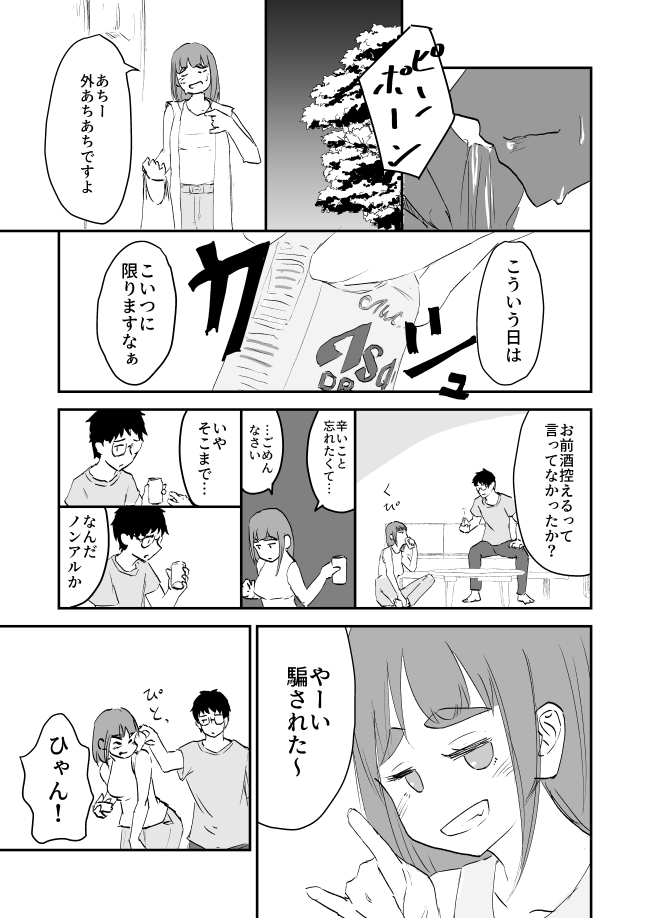 ピーンポーン
あちー
外あちあちですよ
こういう日は
カシュ
Asa
DR
こいつに
限りますなぁ
お前酒控えるって
言ってなかったか?
くぴ
辛いこと
忘れたくて…
…ごめん
なさい
いや
そこまで…
なんだ
ノンアルか
やーい
騙された~
ぴと、
ひゃん!